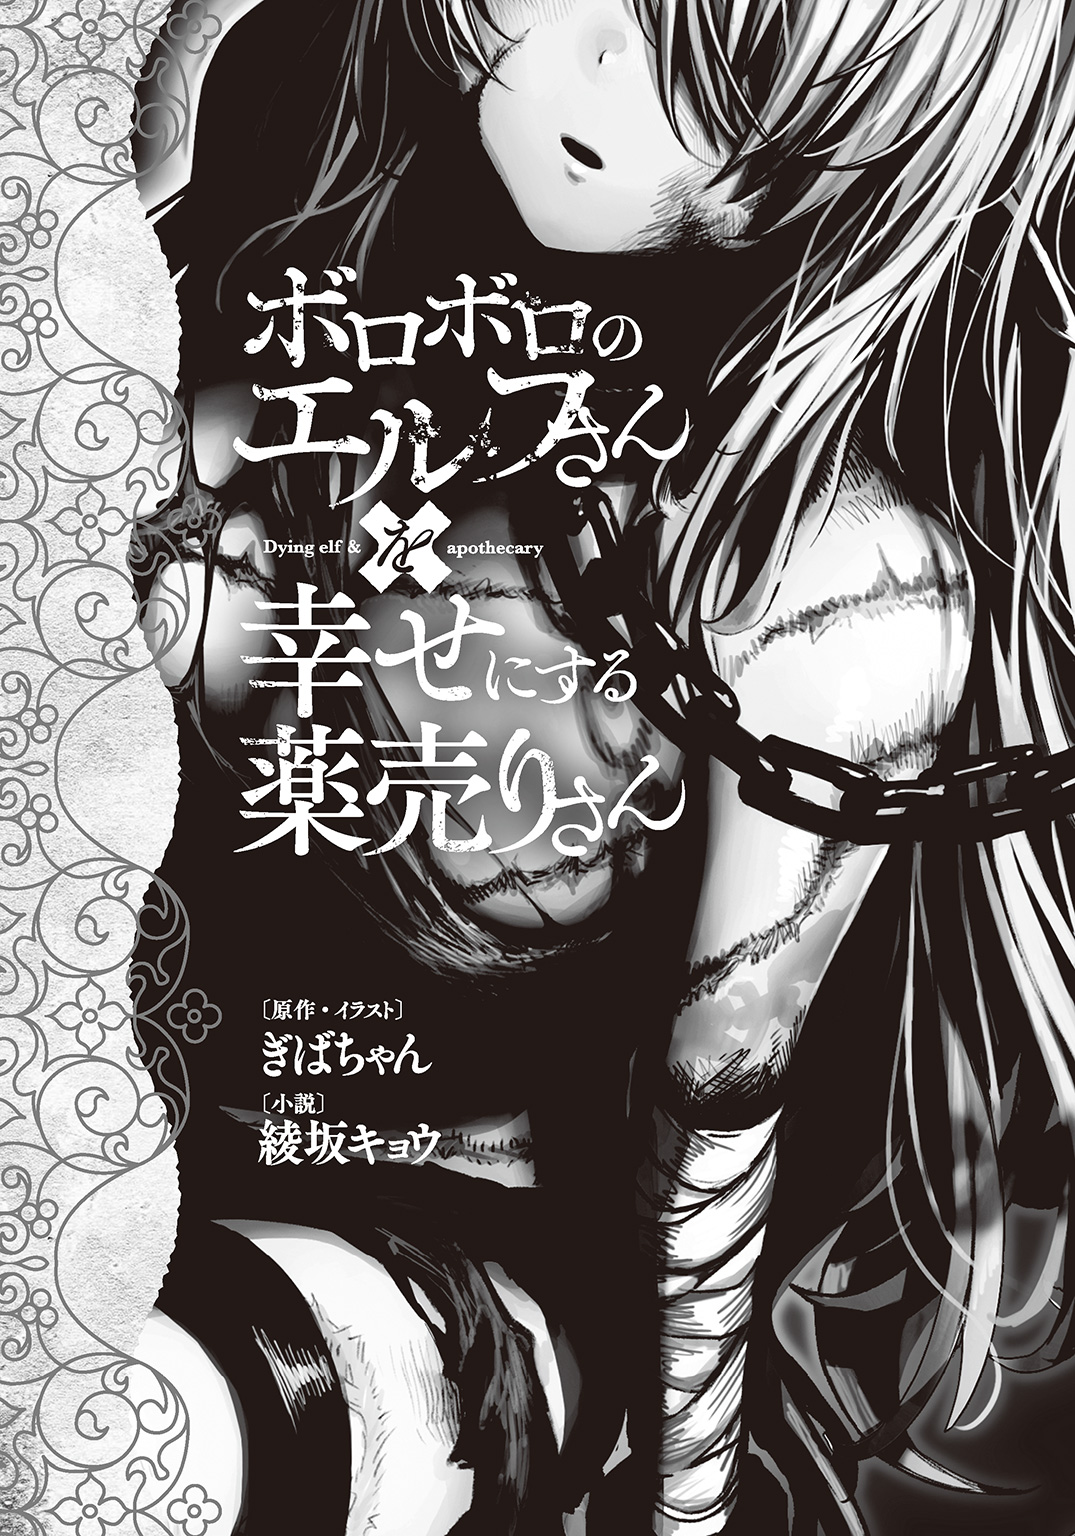 ボロボロの
エルフさん
Dying elf & を apothecary
幸せにする
薬売りさん
〔原作・イラスト〕
ぎばちゃん
〔小説〕
綾坂キョウ